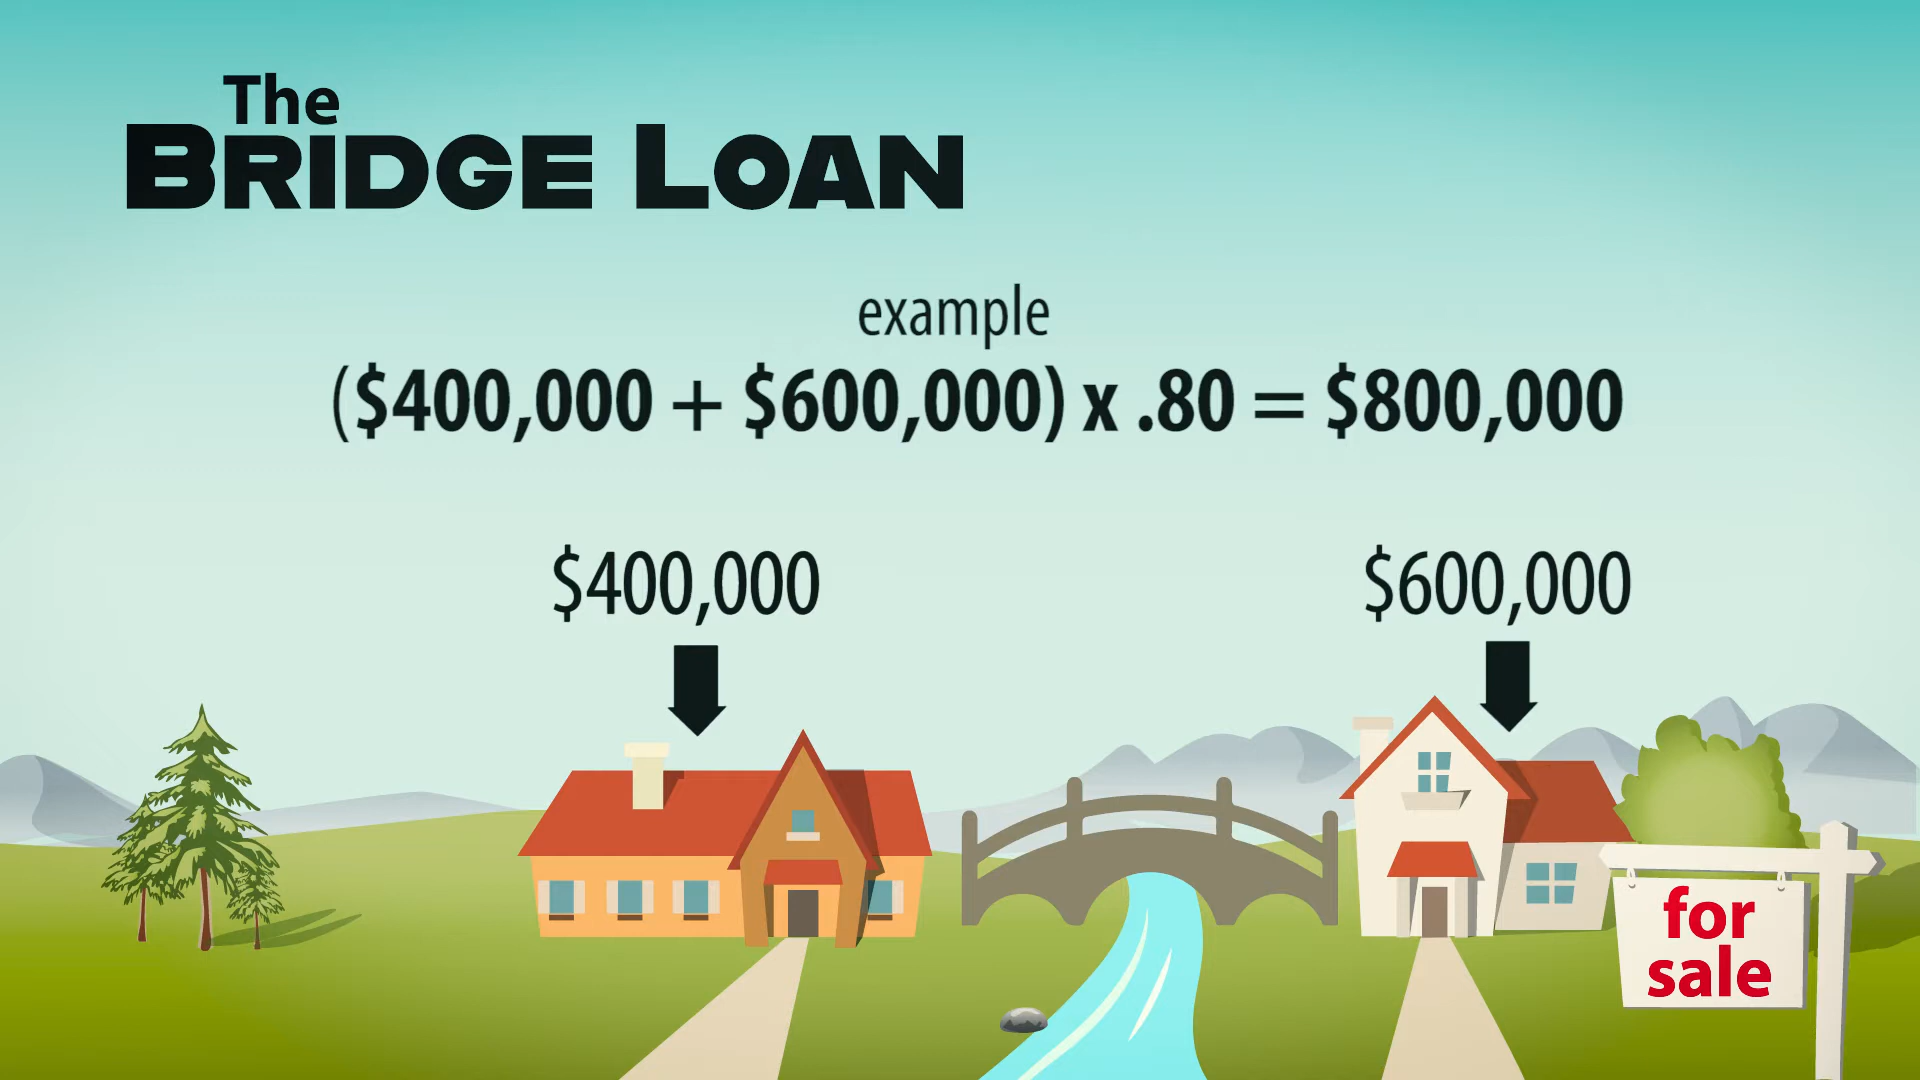 The
BRIDGE LOAN
example
($400,000 + $600,000) x .80 = $800,000
$400,000
$600,000
for
sale